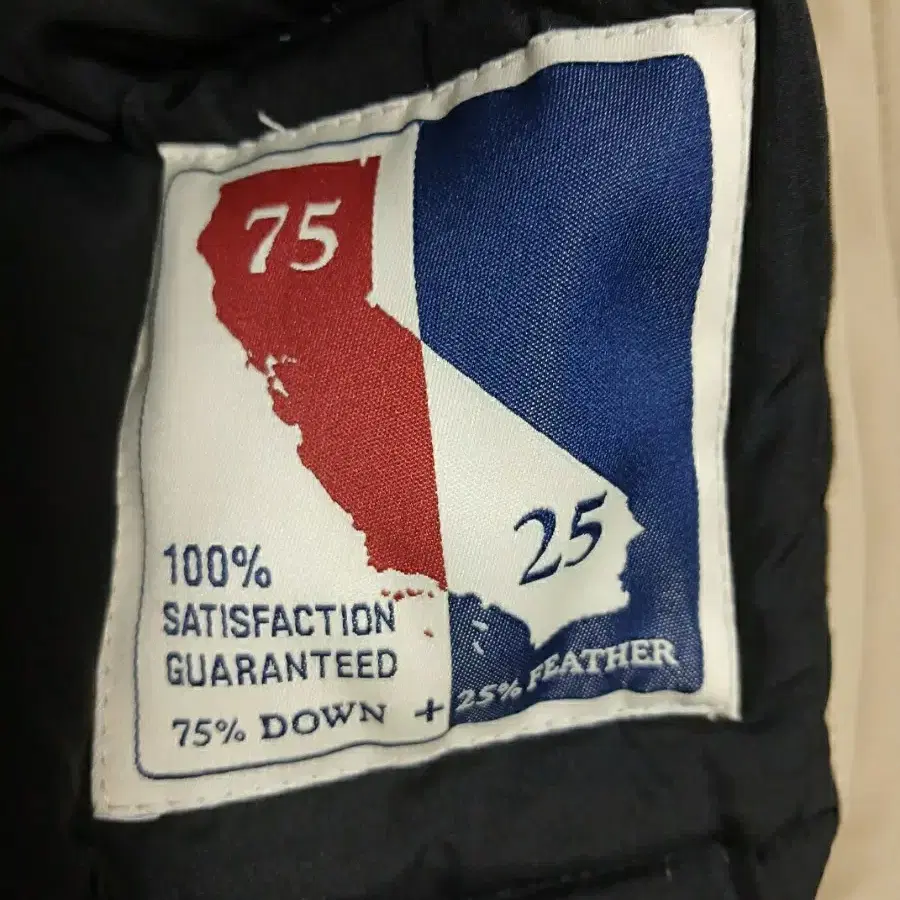 75
25
100%
SATISFACTION
GUARANTEED
75% DOWN + 25% FEATHER